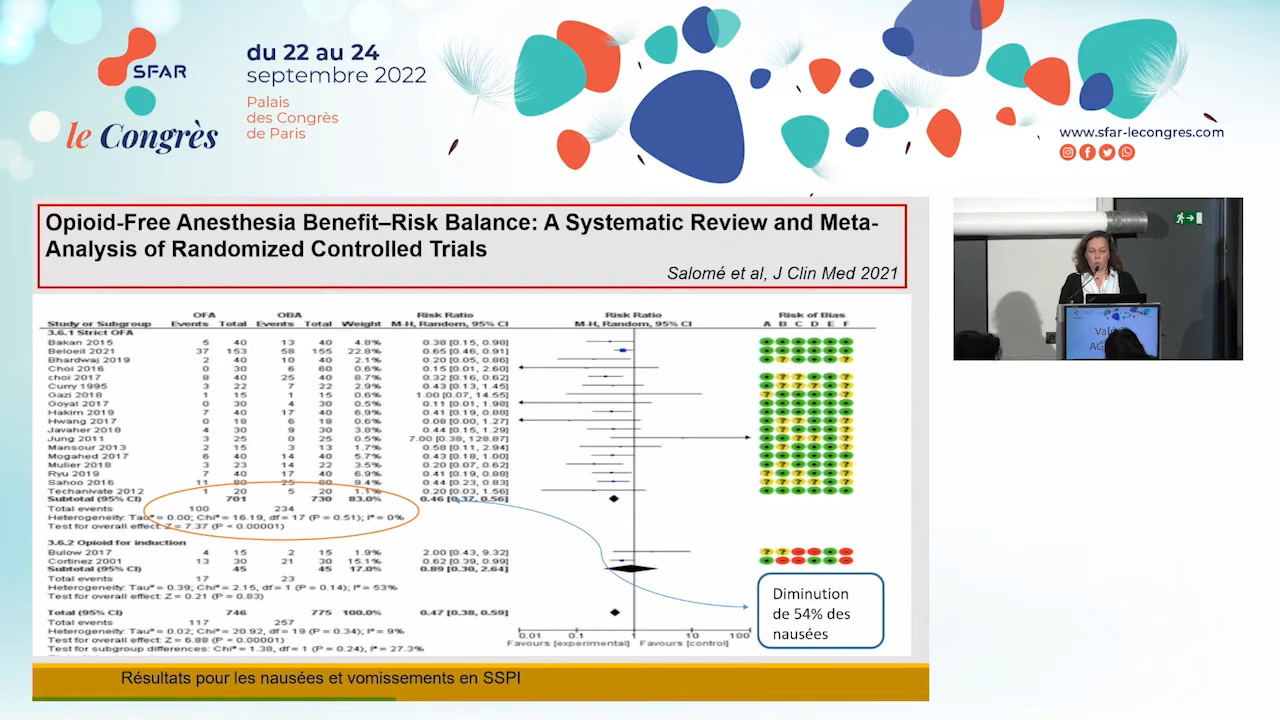 SFAR
le Congrès
du 22 au 24
septembre 2022
Palais
des Congrès
de Paris
www.sfar-lecongres.com
Opioid-Free Anesthesia Benefit–Risk Balance: A Systematic Review and Meta-
Analysis of Randomized Controlled Trials
Salomé et al, J Clin Med 2021
OFA OBA Risk Ratio Risk Ratio Risk of Bias
Study or Subgroup Events Total Events Total Weight M-H, Random, 95% CI M-H, Random, 95% CI A B C D E F
3.6.1 Strict OFA
Bakan 2015 5 40 13 40 4.8% 0.38 [0.15, 0.98]
Beloeil 2021 37 153 58 155 22.8% 0.65 [0.46, 0.91]
Bhardwaj 2019 2 40 10 40 2.1% 0.20 [0.05, 0.86]
Choi 2016 0 30 6 60 0.6% 0.15 [0.01, 2.60]
choi 2017 8 40 25 40 8.7% 0.32 [0.16, 0.62]
Curry 1995 3 22 7 22 2.9% 0.43 [0.13, 1.45]
Gazi 2018 1 15 1 15 0.6% 1.00 [0.07, 14.55]
Goyal 2017 0 30 4 30 0.5% 0.11 [0.01, 1.98]
Hakim 2019 7 40 17 40 6.9% 0.41 [0.19, 0.88]
Hwang 2017 0 18 6 18 0.6% 0.08 [0.00, 1.27]
Javaher 2018 4 30 9 30 3.8% 0.44 [0.15, 1.29]
Jung 2011 3 25 0 25 0.5% 7.00 [0.38, 128.87]
Mansour 2013 2 15 3 13 1.7% 0.58 [0.11, 2.94]
Mogahed 2017 6 40 14 40 5.7% 0.43 [0.18, 1.00]
Mulier 2018 3 23 14 22 3.5% 0.20 [0.07, 0.62]
Ryu 2019 7 40 17 40 6.9% 0.41 [0.19, 0.88]
Sahoo 2016 11 80 25 80 9.4% 0.44 [0.23, 0.83]
Techanivate 2012 1 20 5 20 1.1% 0.20 [0.03, 1.56]
Subtotal (95% CI) 701 730 83.0% 0.46 [0.37, 0.56]
Total events 100 234
Heterogeneity: Tau² = 0.00; Chi² = 16.19, df = 17 (P = 0.51); I² = 0%
Test for overall effect: Z = 7.37 (P < 0.00001)
3.6.2 Opioid for induction
Bulow 2017 4 15 2 15 1.9% 2.00 [0.43, 9.32]
Cortinez 2001 13 30 21 30 15.1% 0.62 [0.39, 0.99]
Subtotal (95% CI) 45 45 17.0% 0.89 [0.30, 2.64]
Total events 17 23
Heterogeneity: Tau² = 0.39; Chi² = 2.15, df = 1 (P = 0.14); I² = 53%
Test for overall effect: Z = 0.21 (P = 0.83)
Total (95% CI) 746 775 100.0% 0.47 [0.38, 0.59]
Total events 117 257
Heterogeneity: Tau² = 0.02; Chi² = 20.92, df = 19 (P = 0.34); I² = 9%
Test for overall effect: Z = 6.88 (P < 0.00001)
Test for subgroup differences: Chi² = 1.38, df = 1 (P = 0.24), I² = 27.3%
0.01 0.1 1 10 100
Favours [experimental] Favours [control]
Diminution
de 54% des
nausées
Résultats pour les nausées et vomissements en SSPI